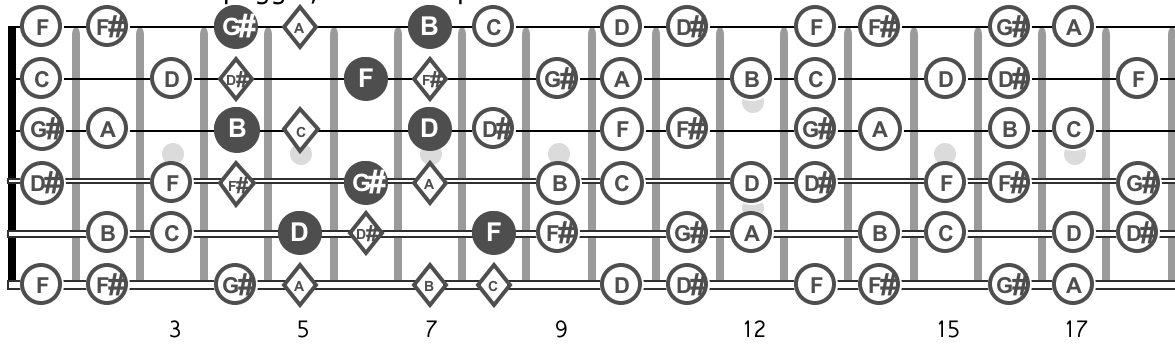 F F# G# A B C D D# F F# G# A
C D D# F F# G# A B C D D# F
G# A B C D D# F F# G# A B C
D# F F# G# A B C D D# F F# G#
B C D D# F F# G# A B C D D#
F F# G# A B C D D# F F# G# A
3 5 7 9 12 15 17